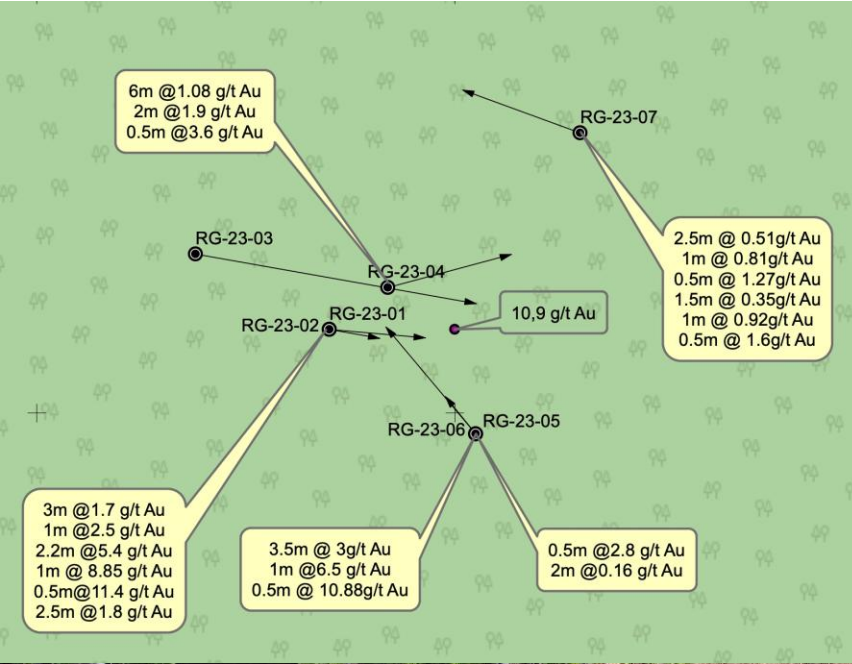 6m @1.08 g/t Au
2m @1.9 g/t Au
0.5m @3.6 g/t Au
RG-23-07
RG-23-03
2.5m @ 0.51g/t Au
1m @ 0.81g/t Au
0.5m @ 1.27g/t Au
1.5m @ 0.35g/t Au
1m @ 0.92g/t Au
0.5m @ 1.6g/t Au
RG-23-04
RG-23-01
RG-23-02
10,9 g/t Au
RG-23-05
RG-23-06
3m @1.7 g/t Au
1m @2.5 g/t Au
2.2m @5.4 g/t Au
1m @ 8.85 g/t Au
0.5m@11.4 g/t Au
2.5m @1.8 g/t Au
3.5m @ 3g/t Au
1m @6.5 g/t Au
0.5m @ 10.88g/t Au
0.5m @2.8 g/t Au
2m @0.16 g/t Au